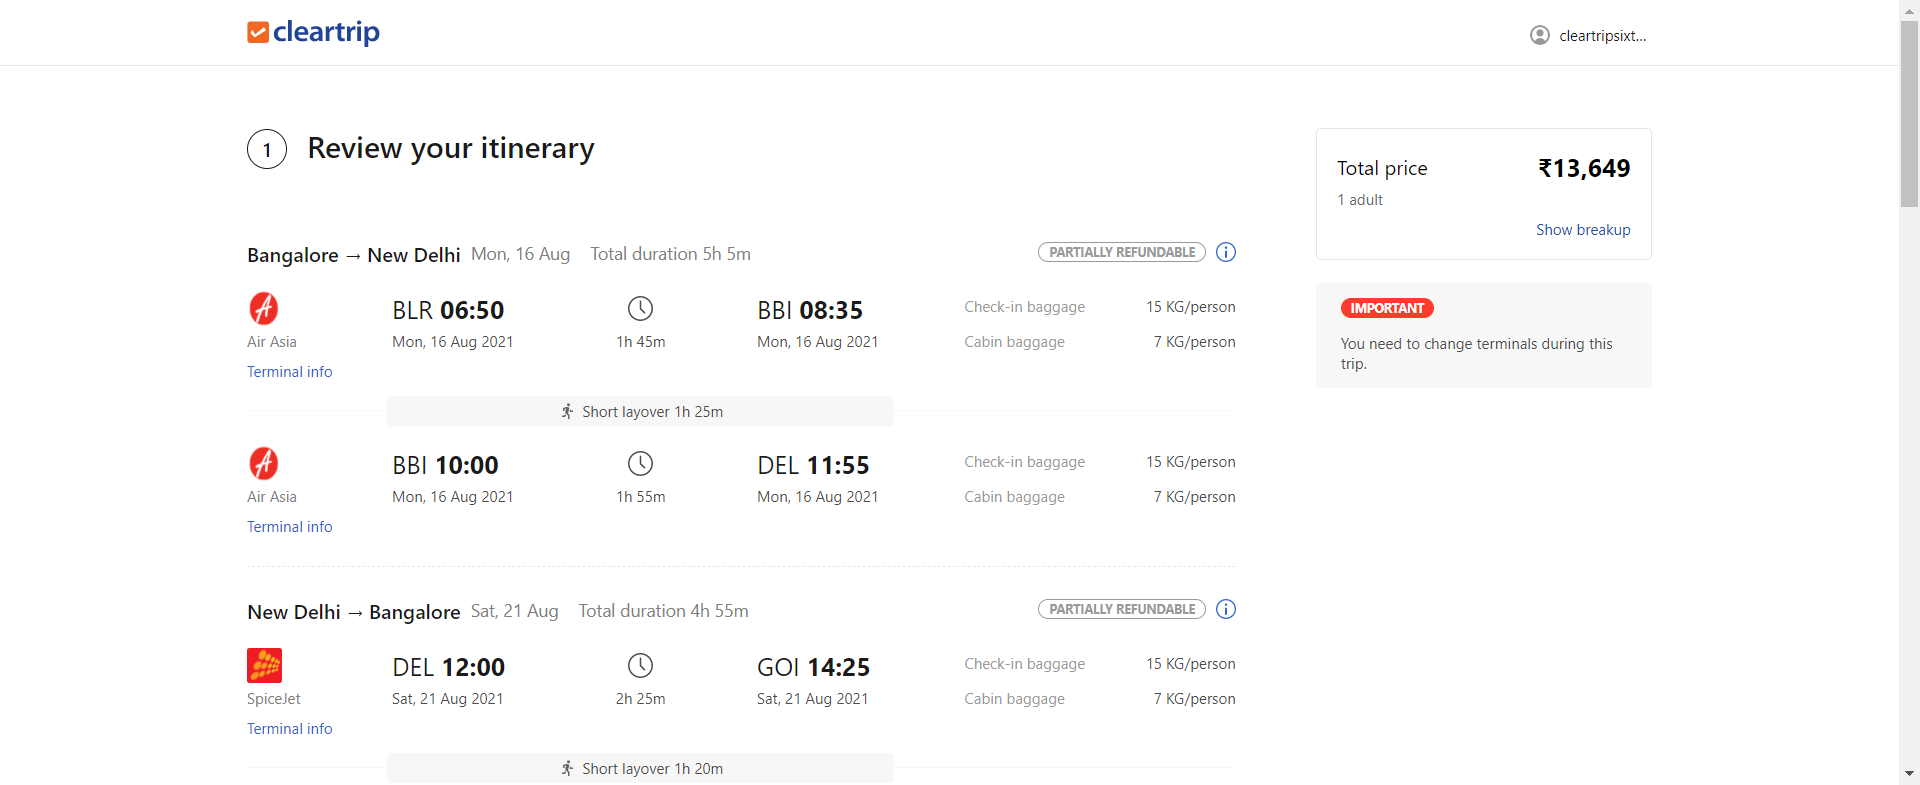 cleartrip
cleartripsixt...
1 Review your itinerary
Total price ₹13,649
1 adult
Show breakup
IMPORTANT
You need to change terminals during this
trip.
Bangalore → New Delhi Mon, 16 Aug Total duration 5h 5m PARTIALLY REFUNDABLE
BLR 06:50 BBI 08:35 Check-in baggage 15 KG/person
Air Asia Mon, 16 Aug 2021 1h 45m Mon, 16 Aug 2021 Cabin baggage 7 KG/person
Terminal info
Short layover 1h 25m
BBI 10:00 DEL 11:55 Check-in baggage 15 KG/person
Air Asia Mon, 16 Aug 2021 1h 55m Mon, 16 Aug 2021 Cabin baggage 7 KG/person
Terminal info
New Delhi → Bangalore Sat, 21 Aug Total duration 4h 55m PARTIALLY REFUNDABLE
DEL 12:00 GOI 14:25 Check-in baggage 15 KG/person
SpiceJet Sat, 21 Aug 2021 2h 25m Sat, 21 Aug 2021 Cabin baggage 7 KG/person
Terminal info
Short layover 1h 20m